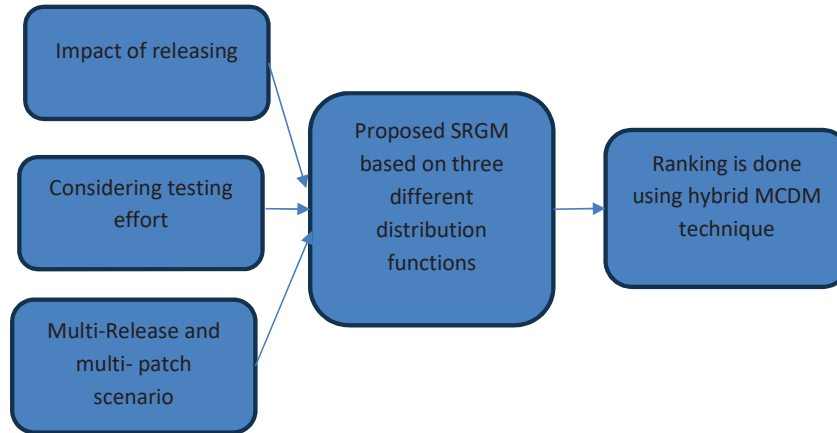 Impact of releasing
Considering testing
effort
Multi-Release and
multi- patch
scenario
Proposed SRGM
based on three
different
distribution
functions
Ranking is done
using hybrid MCDM
technique